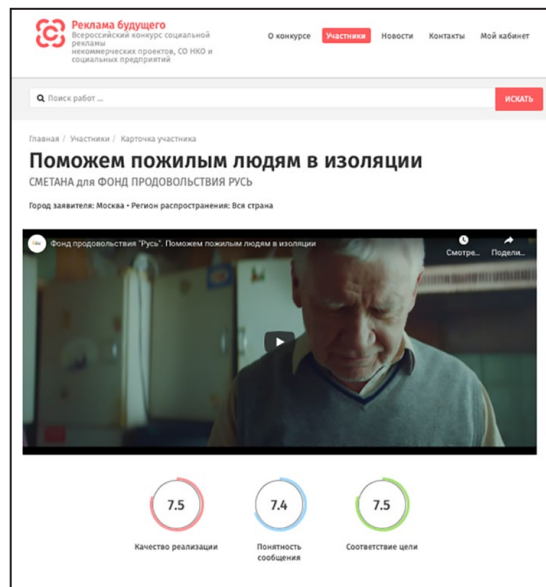 Реклама будущего
Всероссийский конкурс социальной
рекламы
некоммерческих проектов, СО НКО и
социальных предприятий
О конкурсе Участники Новости Контакты Мой кабинет
Поиск работ ...
ИСКАТЬ
Главная / Участники / Карточка участника
Поможем пожилым людям в изоляции
СМЕТАНА для ФОНД ПРОДОВОЛЬСТВИЯ РУСЬ
Город заявителя: Москва • Регион распространения: Вся страна
Фонд продовольствия "Русь". Поможем пожилым людям в изоляции
Смотре... Подели...
7.5 7.4 7.5
Качество реализации Понятность Соответствие цели
сообщения